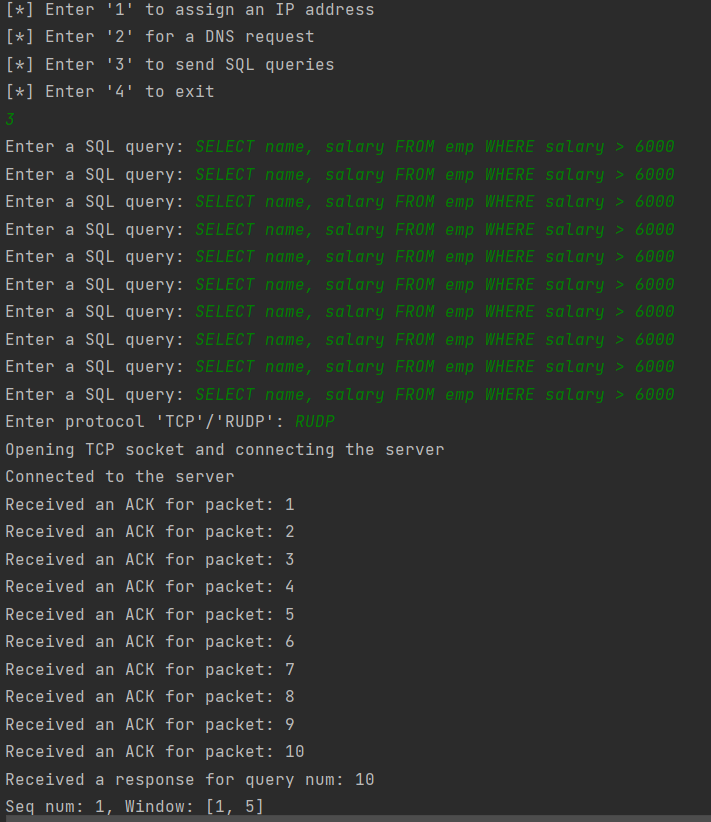 [*] Enter '1' to assign an IP address
[*] Enter '2' for a DNS request
[*] Enter '3' to send SQL queries
[*] Enter '4' to exit
3
Enter a SQL query: SELECT name, salary FROM emp WHERE salary > 6000
Enter a SQL query: SELECT name, salary FROM emp WHERE salary > 6000
Enter a SQL query: SELECT name, salary FROM emp WHERE salary > 6000
Enter a SQL query: SELECT name, salary FROM emp WHERE salary > 6000
Enter a SQL query: SELECT name, salary FROM emp WHERE salary > 6000
Enter a SQL query: SELECT name, salary FROM emp WHERE salary > 6000
Enter a SQL query: SELECT name, salary FROM emp WHERE salary > 6000
Enter a SQL query: SELECT name, salary FROM emp WHERE salary > 6000
Enter a SQL query: SELECT name, salary FROM emp WHERE salary > 6000
Enter a SQL query: SELECT name, salary FROM emp WHERE salary > 6000
Enter protocol 'TCP'/'RUDP': RUDP
Opening TCP socket and connecting the server
Connected to the server
Received an ACK for packet: 1
Received an ACK for packet: 2
Received an ACK for packet: 3
Received an ACK for packet: 4
Received an ACK for packet: 5
Received an ACK for packet: 6
Received an ACK for packet: 7
Received an ACK for packet: 8
Received an ACK for packet: 9
Received an ACK for packet: 10
Received a response for query num: 10
Seq num: 1, Window: [1, 5]